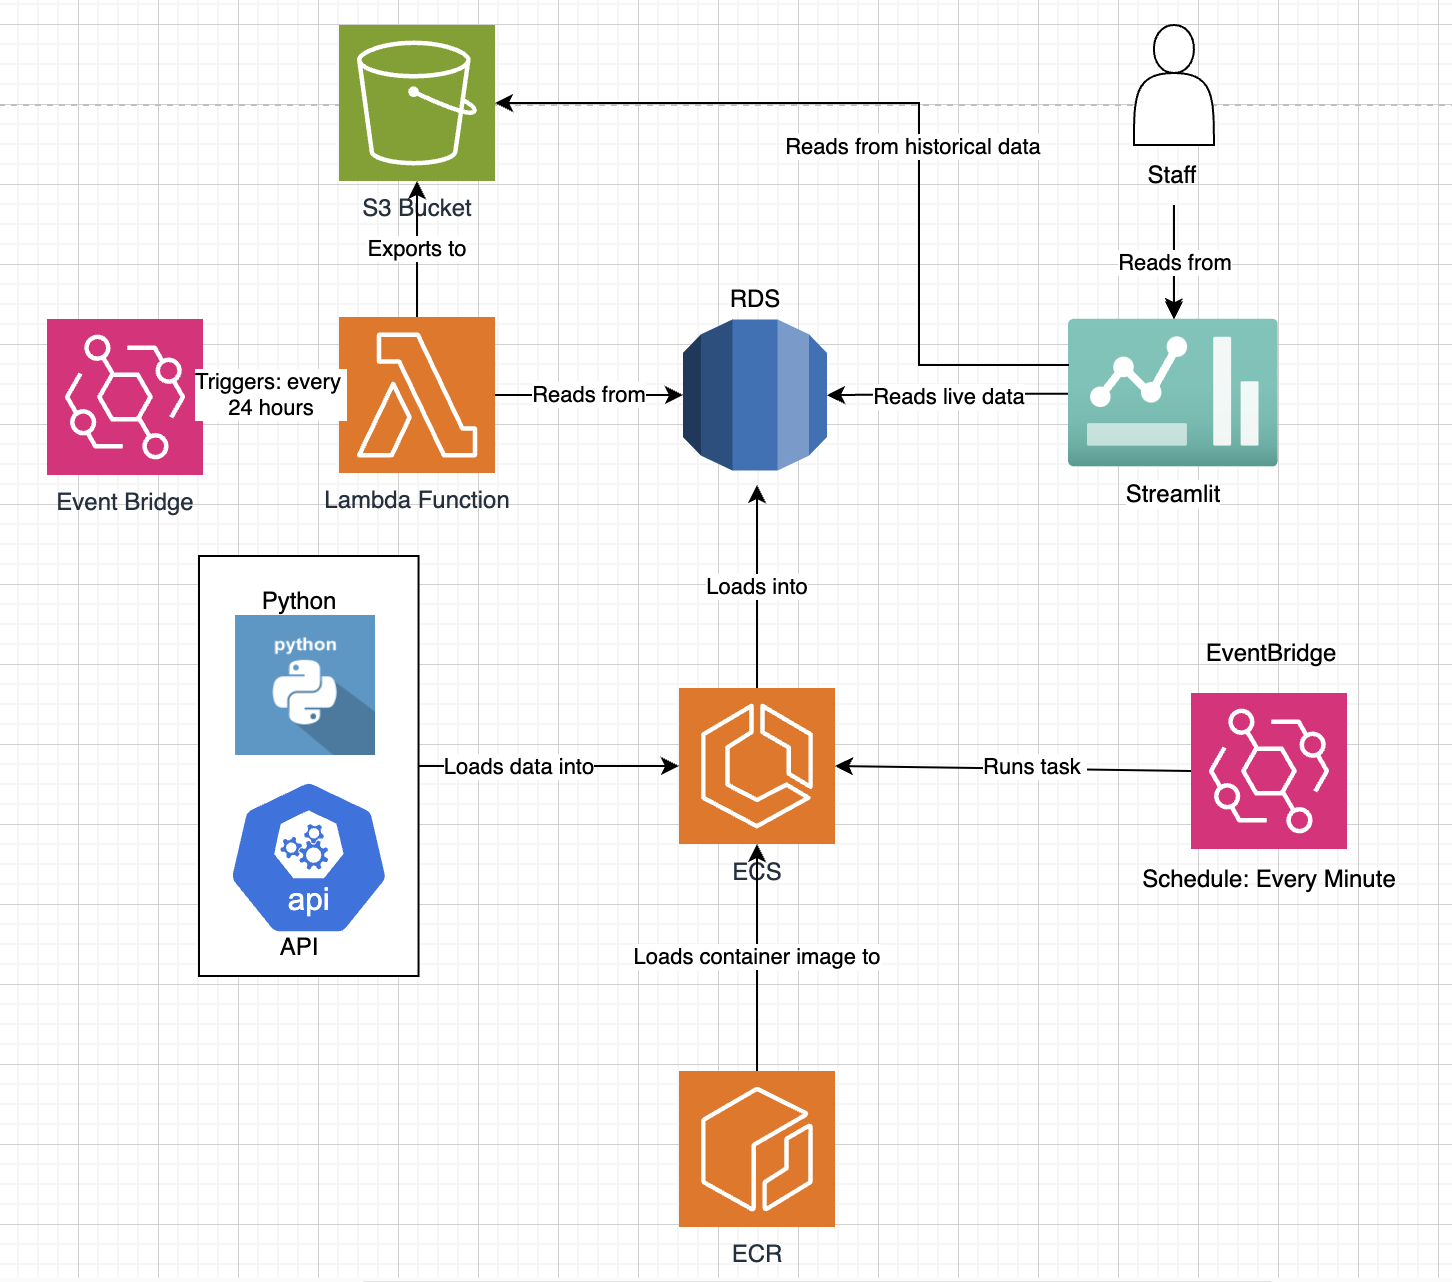 S3 Bucket
Exports to
Reads from historical data
Staff
Reads from
RDS
Triggers: every
24 hours
Reads from
Reads live data
Event Bridge
Lambda Function
Streamlit
Python
python
Loads into
EventBridge
Loads data into
Runs task
api
API
ECS
Schedule: Every Minute
Loads container image to
ECR